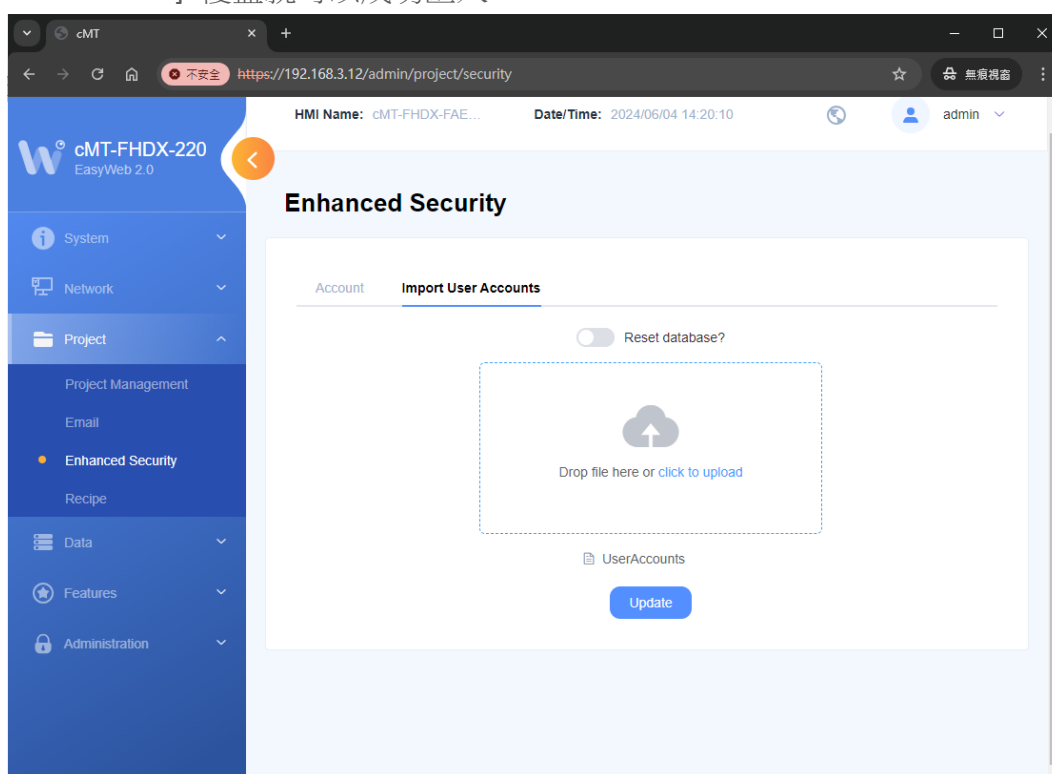 cMT
不安全 https://192.168.3.12/admin/project/security 無痕視窗
HMI Name: cMT-FHDX-FAE... Date/Time: 2024/06/04 14:20:10 admin
cMT-FHDX-220
EasyWeb 2.0
Enhanced Security
System
Network
Project
Project Management
Email
Enhanced Security
Recipe
Data
Features
Administration
Account Import User Accounts
Reset database?
Drop file here or click to upload
UserAccounts
Update